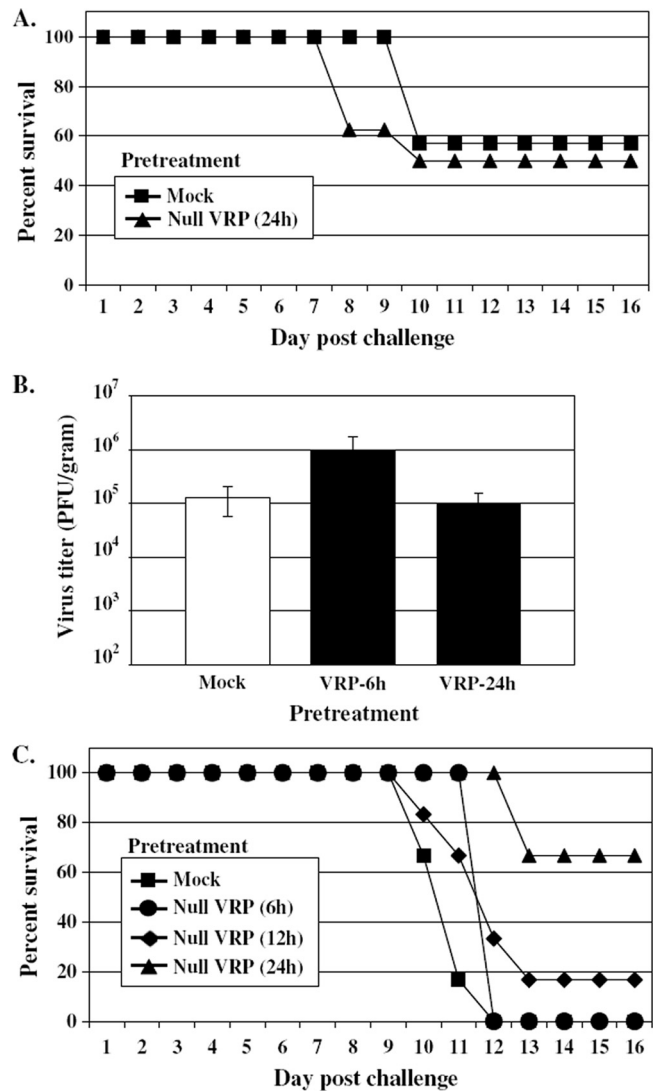 A.
Percent survival
100
80
60
40
20
0
Pretreatment
Mock
Null VRP (24h)
1 2 3 4 5 6 7 8 9 10 11 12 13 14 15 16
Day post challenge
B.
Virus titer (PFU/gram)
10⁷
10⁶
10⁵
10⁴
10³
10²
Mock VRP-6h VRP-24h
Pretreatment
C.
Percent survival
100
80
60
40
20
0
Pretreatment
Mock
Null VRP (6h)
Null VRP (12h)
Null VRP (24h)
1 2 3 4 5 6 7 8 9 10 11 12 13 14 15 16
Day post challenge